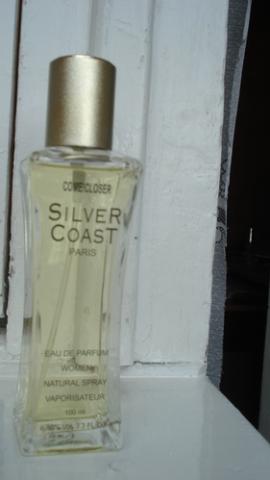 COME CLOSER
SILVER
COAST
PARIS
EAU DE PARFUM
WOMEN
NATURAL SPRAY
VAPORISATEUR
100 ml